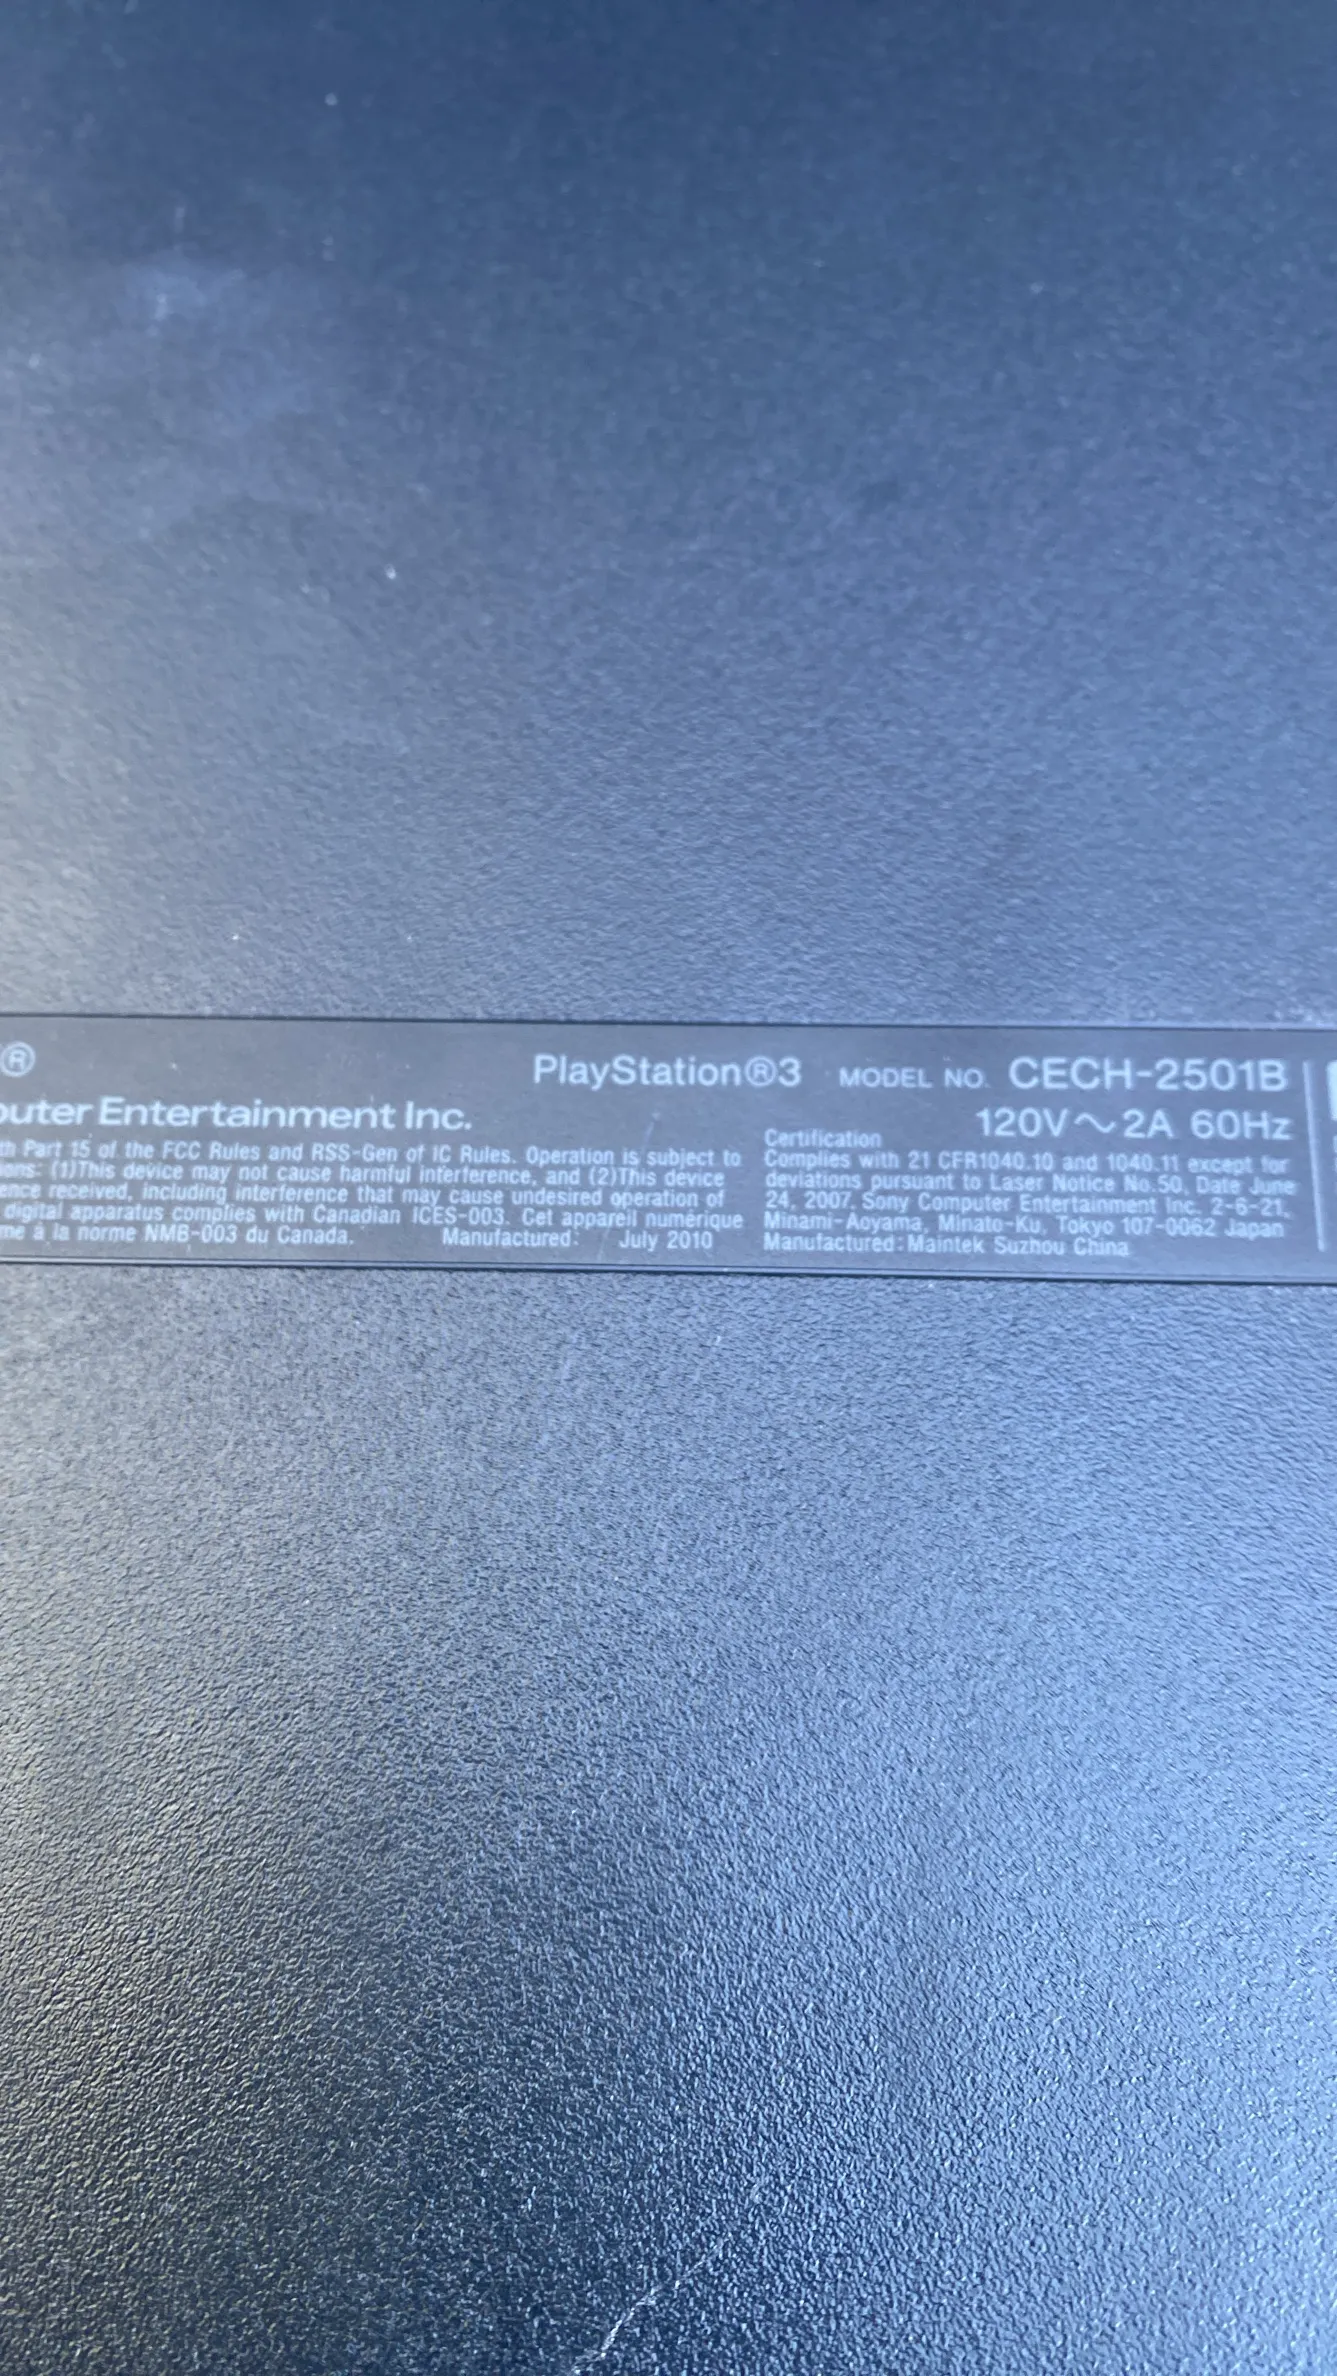 ®
PlayStation®3 MODEL NO. CECH-2501B
puter Entertainment Inc.
120V～2A 60Hz
th Part 15 of the FCC Rules and RSS-Gen of IC Rules. Operation is subject to
ions: (1)This device may not cause harmful interference, and (2)This device
ence received, including interference that may cause undesired operation of
digital apparatus complies with Canadian ICES-003. Cet appareil numérique
me à la norme NMB-003 du Canada.
Manufactured: July 2010
Certification
Complies with 21 CFR1040.10 and 1040.11 except for
deviations pursuant to Laser Notice No.50, Date June
24, 2007, Sony Computer Entertainment Inc. 2-6-21,
Minami-Aoyama, Minato-Ku, Tokyo 107-0062 Japan
Manufactured: Maintek Suzhou China